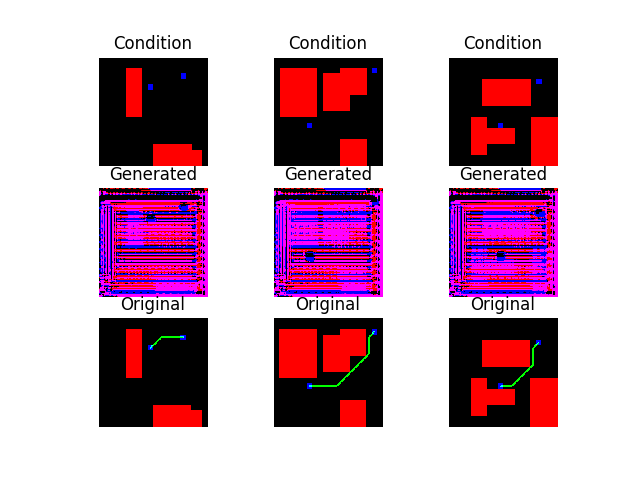 Condition Condition Condition
Generated Generated Generated
Original Original Original